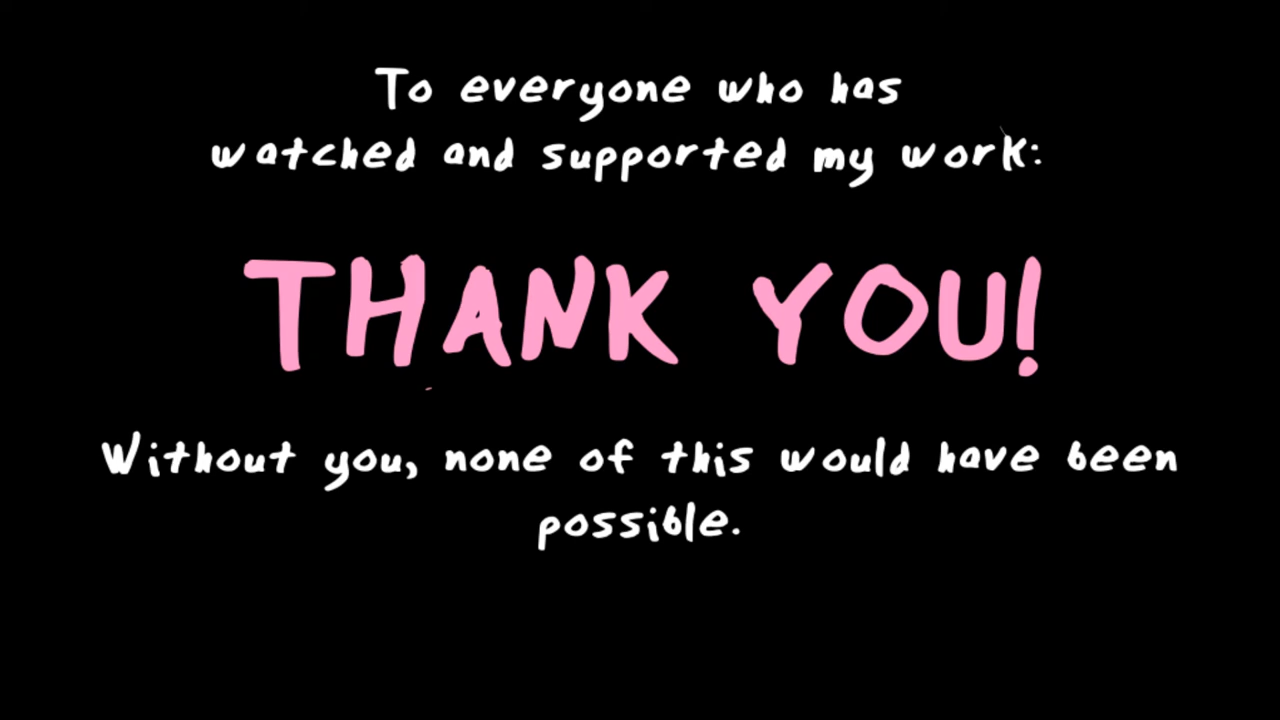 To everyone who has
watched and supported my work:
THANK YOU!
Without you, none of this would have been
possible.